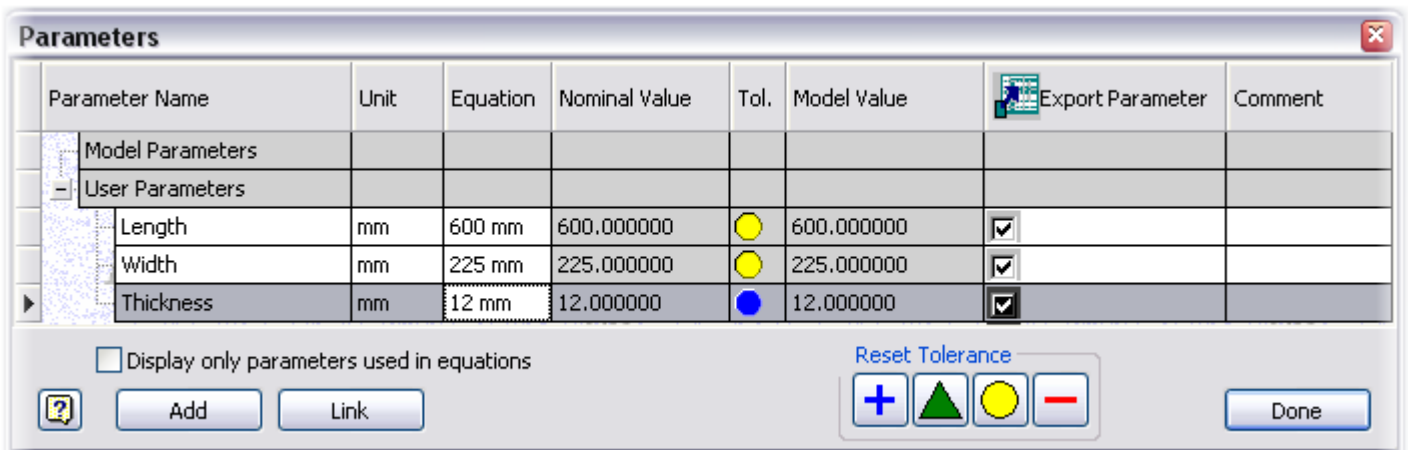 Parameters
Parameter Name Unit Equation Nominal Value Tol. Model Value Export Parameter Comment
Model Parameters
User Parameters
Length mm 600 mm 600.000000 600.000000
Width mm 225 mm 225.000000 225.000000
Thickness mm 12 mm 12.000000 12.000000
Display only parameters used in equations
Reset Tolerance
? Add Link + − Done